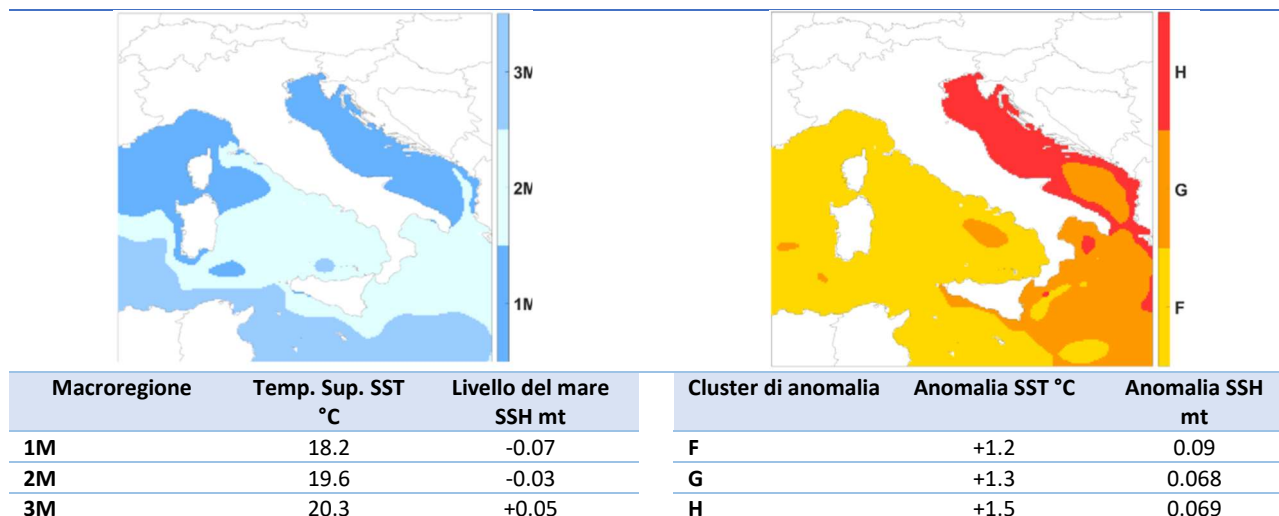 3M
2M
1M
H
G
F
Macroregione Temp. Sup. SST °C Livello del mare SSH mt
1M 18.2 -0.07
2M 19.6 -0.03
3M 20.3 +0.05
Cluster di anomalia Anomalia SST °C Anomalia SSH mt
F +1.2 0.09
G +1.3 0.068
H +1.5 0.069